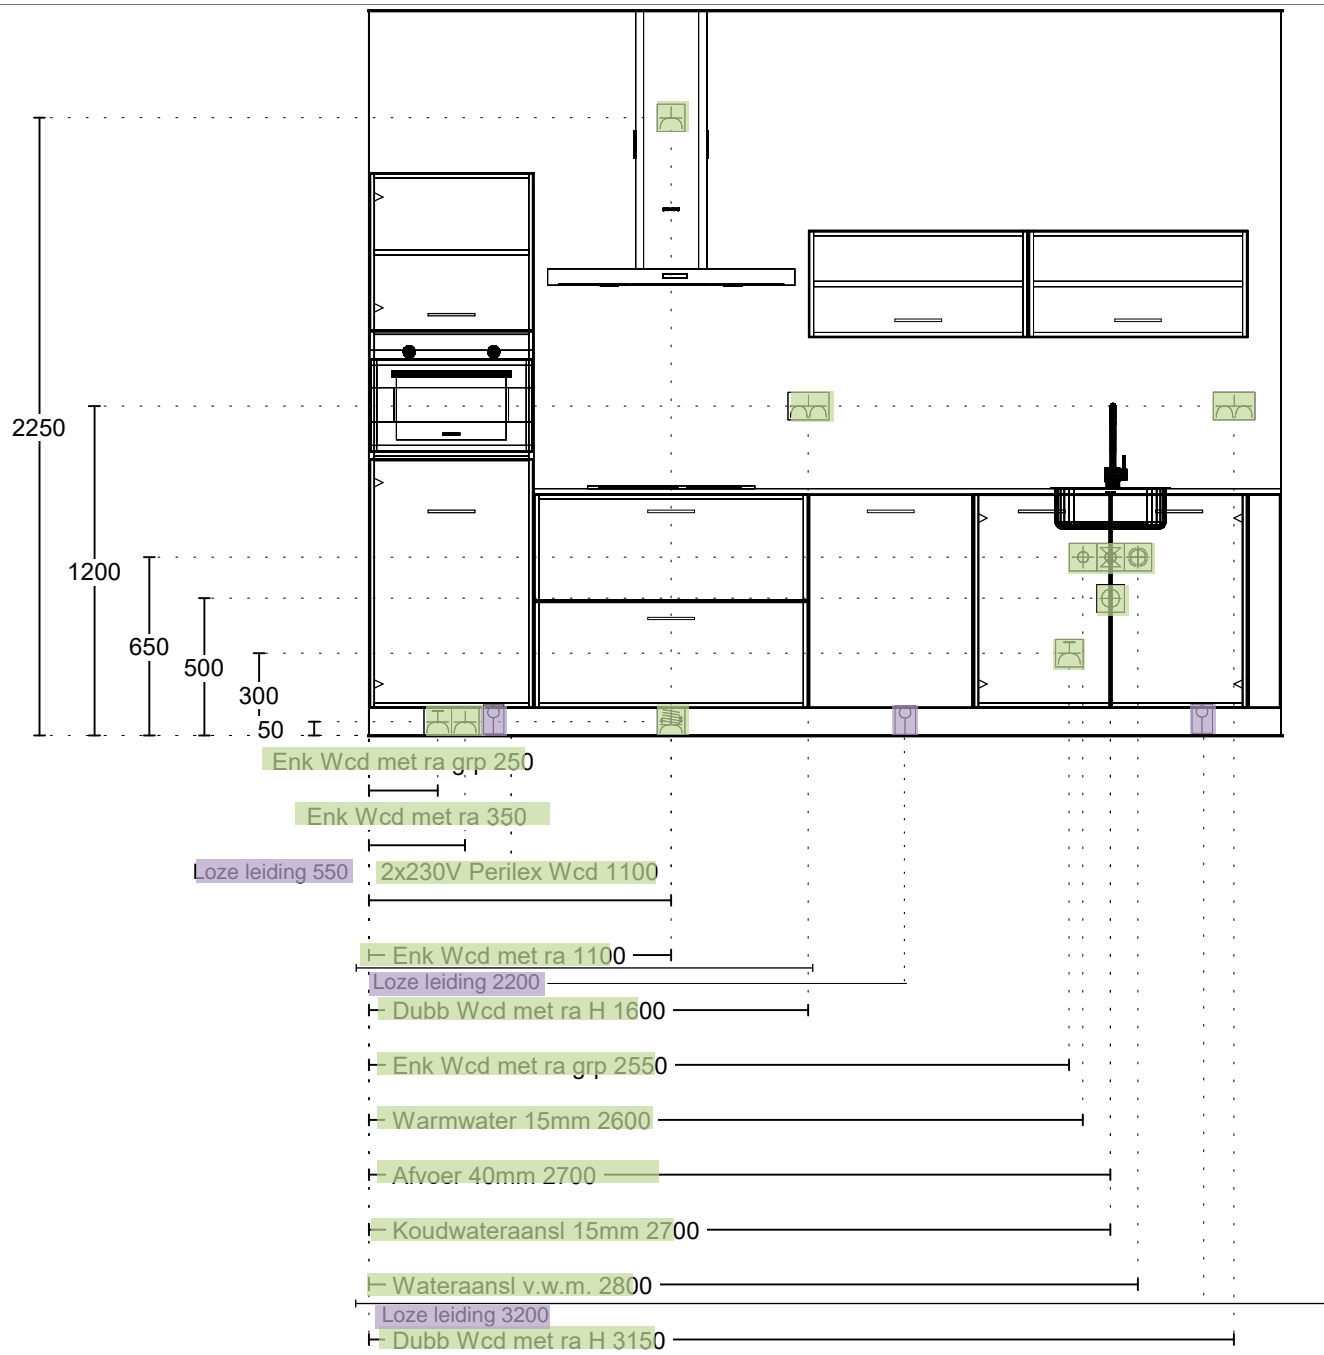 2250
1200
650
500
300
50
Enk Wcd met ra grp 250
Enk Wcd met ra 350
Loze leiding 550
2x230V Perilex Wcd 1100
Enk Wcd met ra 1100
Loze leiding 2200
Dubb Wcd met ra H 1600
Enk Wcd met ra grp 2550
Warmwater 15mm 2600
Afvoer 40mm 2700
Koudwateraansl 15mm 2700
Wateraansl v.w.m. 2800
Loze leiding 3200
Dubb Wcd met ra H 3150